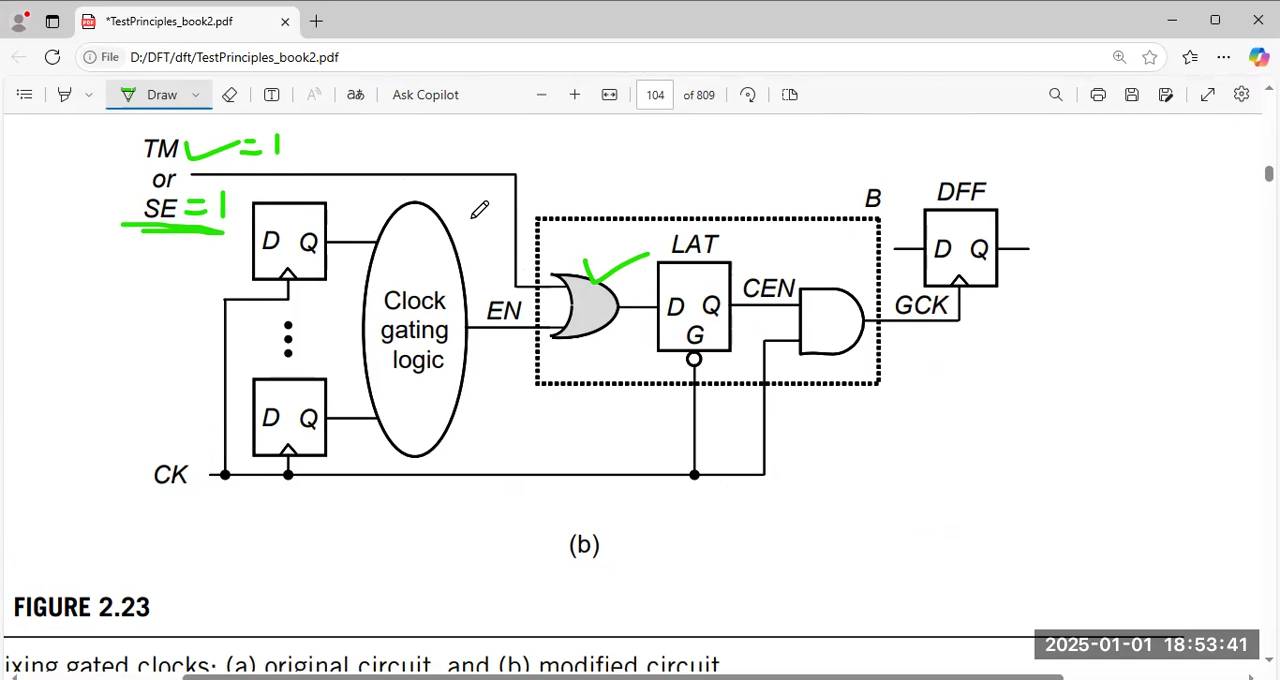 *TestPrinciples_book2.pdf
File D:/DFT/dft/TestPrinciples_book2.pdf
Draw Ask Copilot 104 of 809
TM = 1
or
SE = 1
D Q
D Q
CK
Clock
gating
logic
EN
B
LAT
D Q
G
CEN
GCK
DFF
D Q
(b)
FIGURE 2.23
ixing gated clocks: (a) original circuit, and (b) modified circuit
2025-01-01 18:53:41